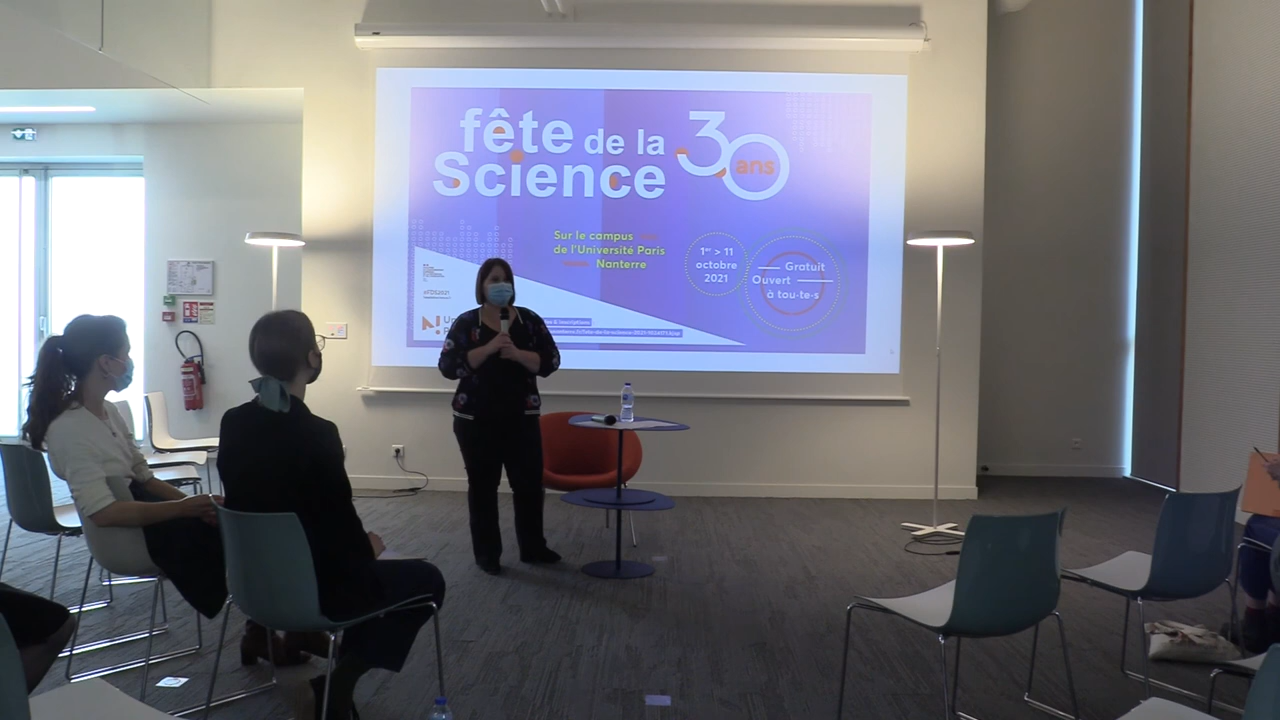 fête de la
Science
30
ans
Sur le campus
de l'Université Paris
Nanterre
1er > 11
octobre
2021
Gratuit
Ouvert
à tou·te·s
#FDS2021